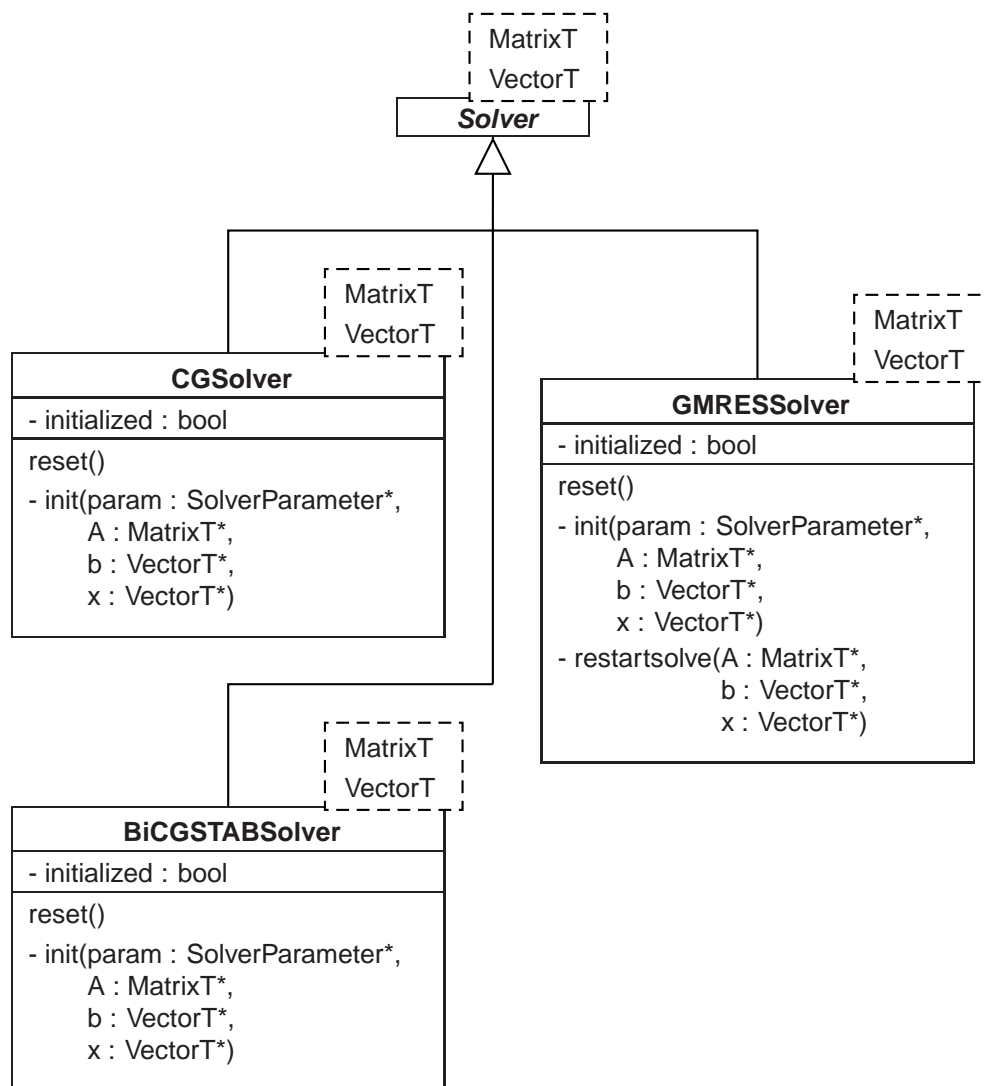 MatrixT
VectorT
Solver
MatrixT
VectorT
CGSolver
- initialized : bool
reset()
- init(param : SolverParameter*,
A : MatrixT*,
b : VectorT*,
x : VectorT*)
MatrixT
VectorT
GMRESSolver
- initialized : bool
reset()
- init(param : SolverParameter*,
A : MatrixT*,
b : VectorT*,
x : VectorT*)
- restartsolve(A : MatrixT*,
b : VectorT*,
x : VectorT*)
MatrixT
VectorT
BiCGSTABSolver
- initialized : bool
reset()
- init(param : SolverParameter*,
A : MatrixT*,
b : VectorT*,
x : VectorT*)